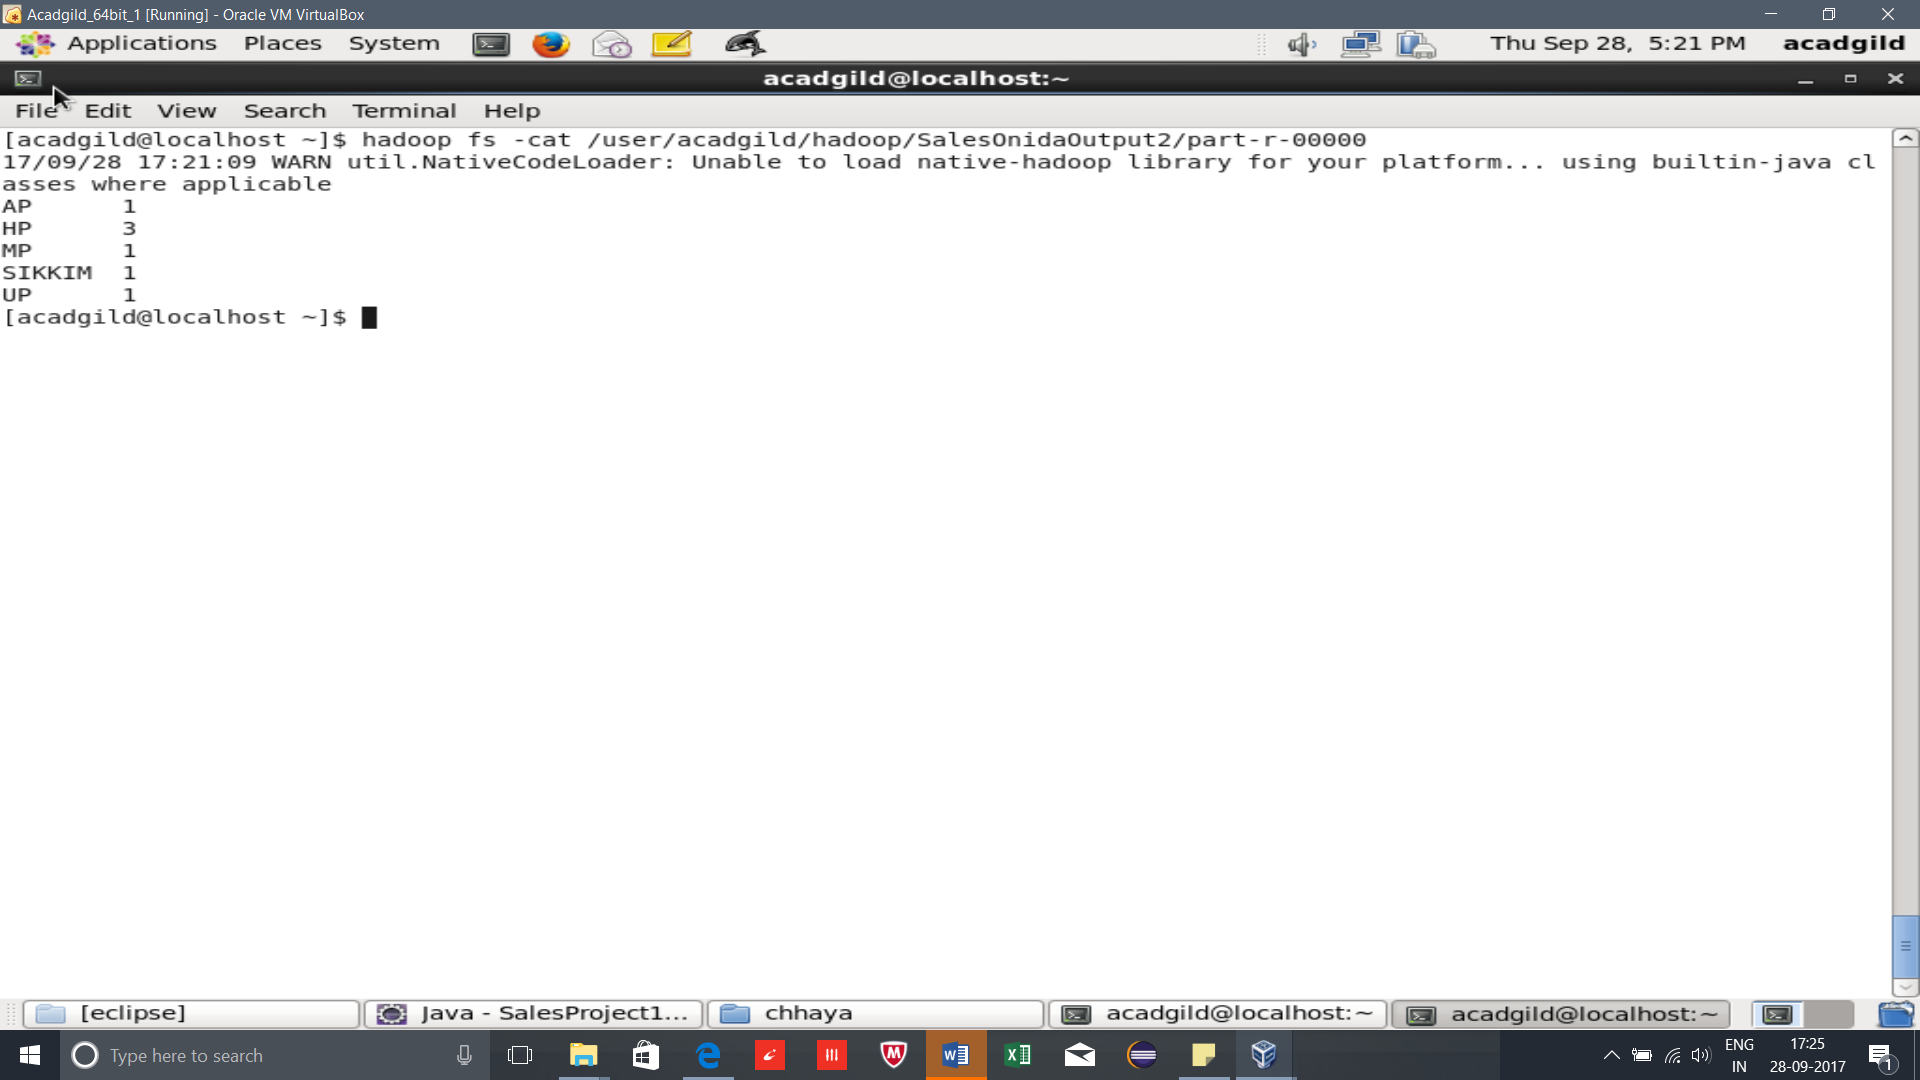 Acadgild_64bit_1 [Running] - Oracle VM VirtualBox
Applications Places System Thu Sep 28, 5:21 PM acadgild
acadgild@localhost:~
File Edit View Search Terminal Help
[acadgild@localhost ~]$ hadoop fs -cat /user/acadgild/hadoop/SalesOnidaOutput2/part-r-00000
17/09/28 17:21:09 WARN util.NativeCodeLoader: Unable to load native-hadoop library for your platform... using builtin-java cl
asses where applicable
AP 1
HP 3
MP 1
SIKKIM 1
UP 1
[acadgild@localhost ~]$
[eclipse] Java - SalesProject1... chhaya acadgild@localhost:~ acadgild@localhost:~
Type here to search ENG 17:25
IN 28-09-2017 1